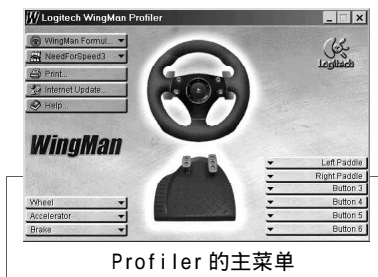 Logitech WingMan Profiler
WingMan Formul...
NeedForSpeed3
Print...
Internet Update...
Help...
Logitech
WingMan
Left Paddle
Right Paddle
Button 3
Wheel
Button 4
Accelerator
Button 5
Brake
Button 6
Profiler 的主菜单